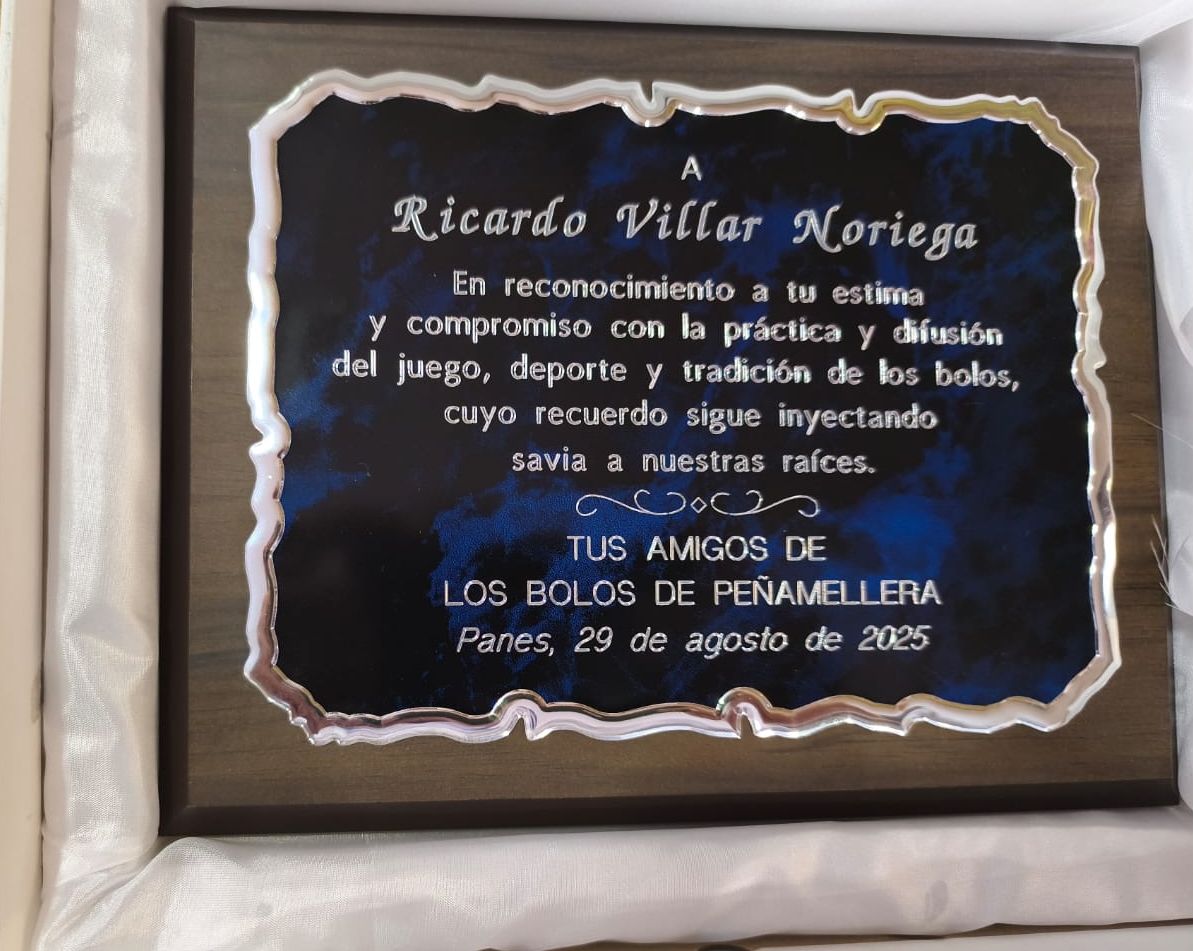 A
Ricardo Villar Noriega
En reconocimiento a tu estima
y compromiso con la práctica y difusión
del juego, deporte y tradición de los bolos,
cuyo recuerdo sigue inyectando
savia a nuestras raíces.
TUS AMIGOS DE
LOS BOLOS DE PEÑAMELLERA
Panes, 29 de agosto de 2025